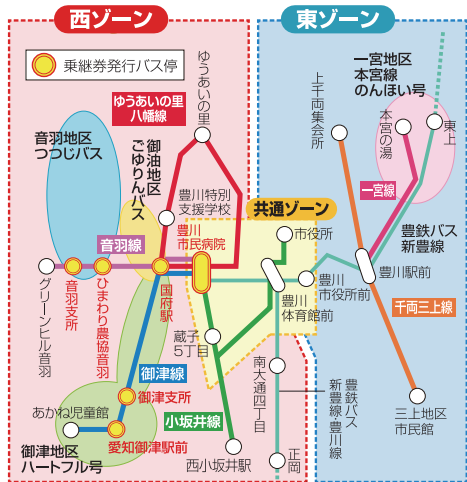 西ゾーン
東ゾーン
乗継券発行バス停
ゆうあいの里
ゆうあいの里
八幡線
音羽地区
つつじバス
御油地区
ごゆりんバス
豊川特別
支援学校
豊川
市民病院
音羽線
グリーンヒル音羽
音羽支所
ひまわり農協音羽
国府駅
蔵子
5丁目
御津線
御津支所
あかね児童館
愛知御津駅前
御津地区
ハートフル号
小坂井線
西小坂井駅
共通ゾーン
市役所
豊川
体育館前
豊川
市役所前
南大通四丁目
正岡
豊鉄バス
新豊線・豊川線
一宮地区
本宮線
のんほい号
上千両集会所
本宮の湯
東上
一宮線
豊鉄バス
新豊線
豊川駅前
千両三上線
三上地区
市民館